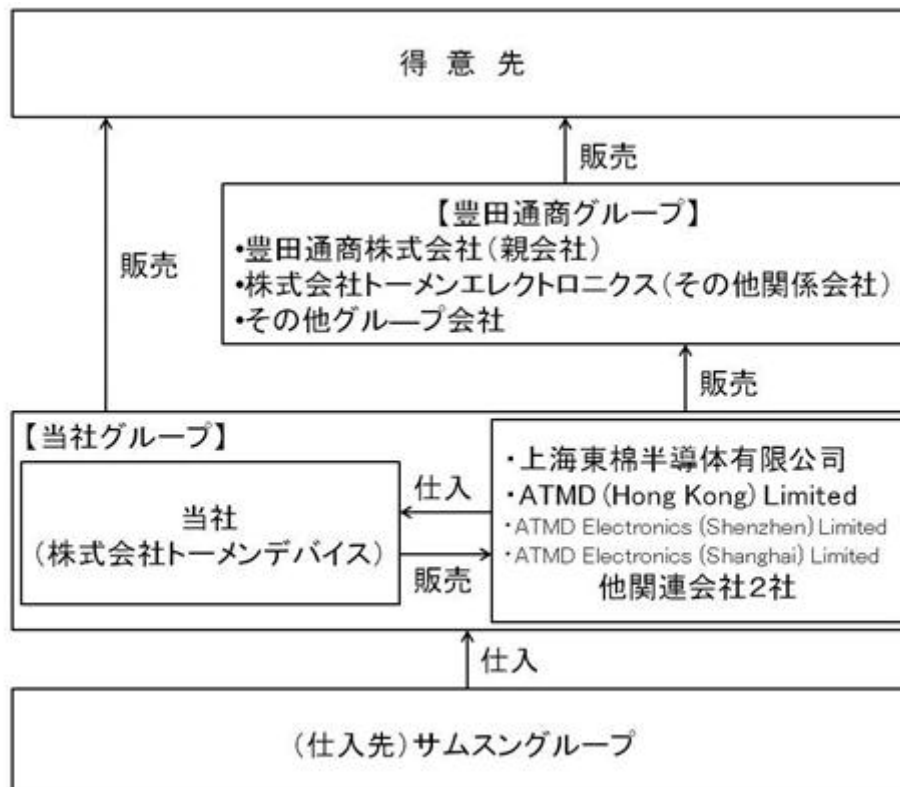 得 意 先
販売
販売
【豊田通商グループ】
•豊田通商株式会社(親会社)
•株式会社トーメンエレクトロニクス(その他関係会社)
•その他グル―プ会社
販売
【当社グループ】
当社
(株式会社トーメンデバイス)
仕入
販売
・上海東棉半導体有限公司
・ATMD (Hong Kong) Limited
・ATMD Electronics (Shenzhen) Limited
・ATMD Electronics (Shanghai) Limited
他関連会社2社
仕入
(仕入先)サムスングループ